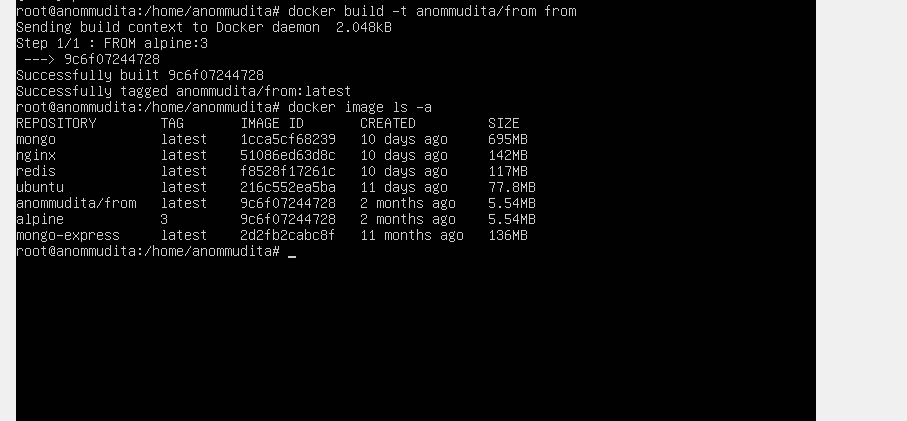 root@anommudita:/home/anommudita# docker build -t anommudita/from from
Sending build context to Docker daemon  2.048kB
Step 1/1 : FROM alpine:3
 ---> 9c6f07244728
Successfully built 9c6f07244728
Successfully tagged anommudita/from:latest
root@anommudita:/home/anommudita# docker image ls -a
REPOSITORY        TAG       IMAGE ID       CREATED         SIZE
mongo             latest    1cca5cf68239   10 days ago     695MB
nginx             latest    51086ed63d8c   10 days ago     142MB
redis             latest    f8528f17261c   10 days ago     117MB
ubuntu            latest    216c552ea5ba   11 days ago     77.8MB
anommudita/from   latest    9c6f07244728   2 months ago    5.54MB
alpine            3         9c6f07244728   2 months ago    5.54MB
mongo-express     latest    2d2fb2cabc8f   11 months ago   136MB
root@anommudita:/home/anommudita# _